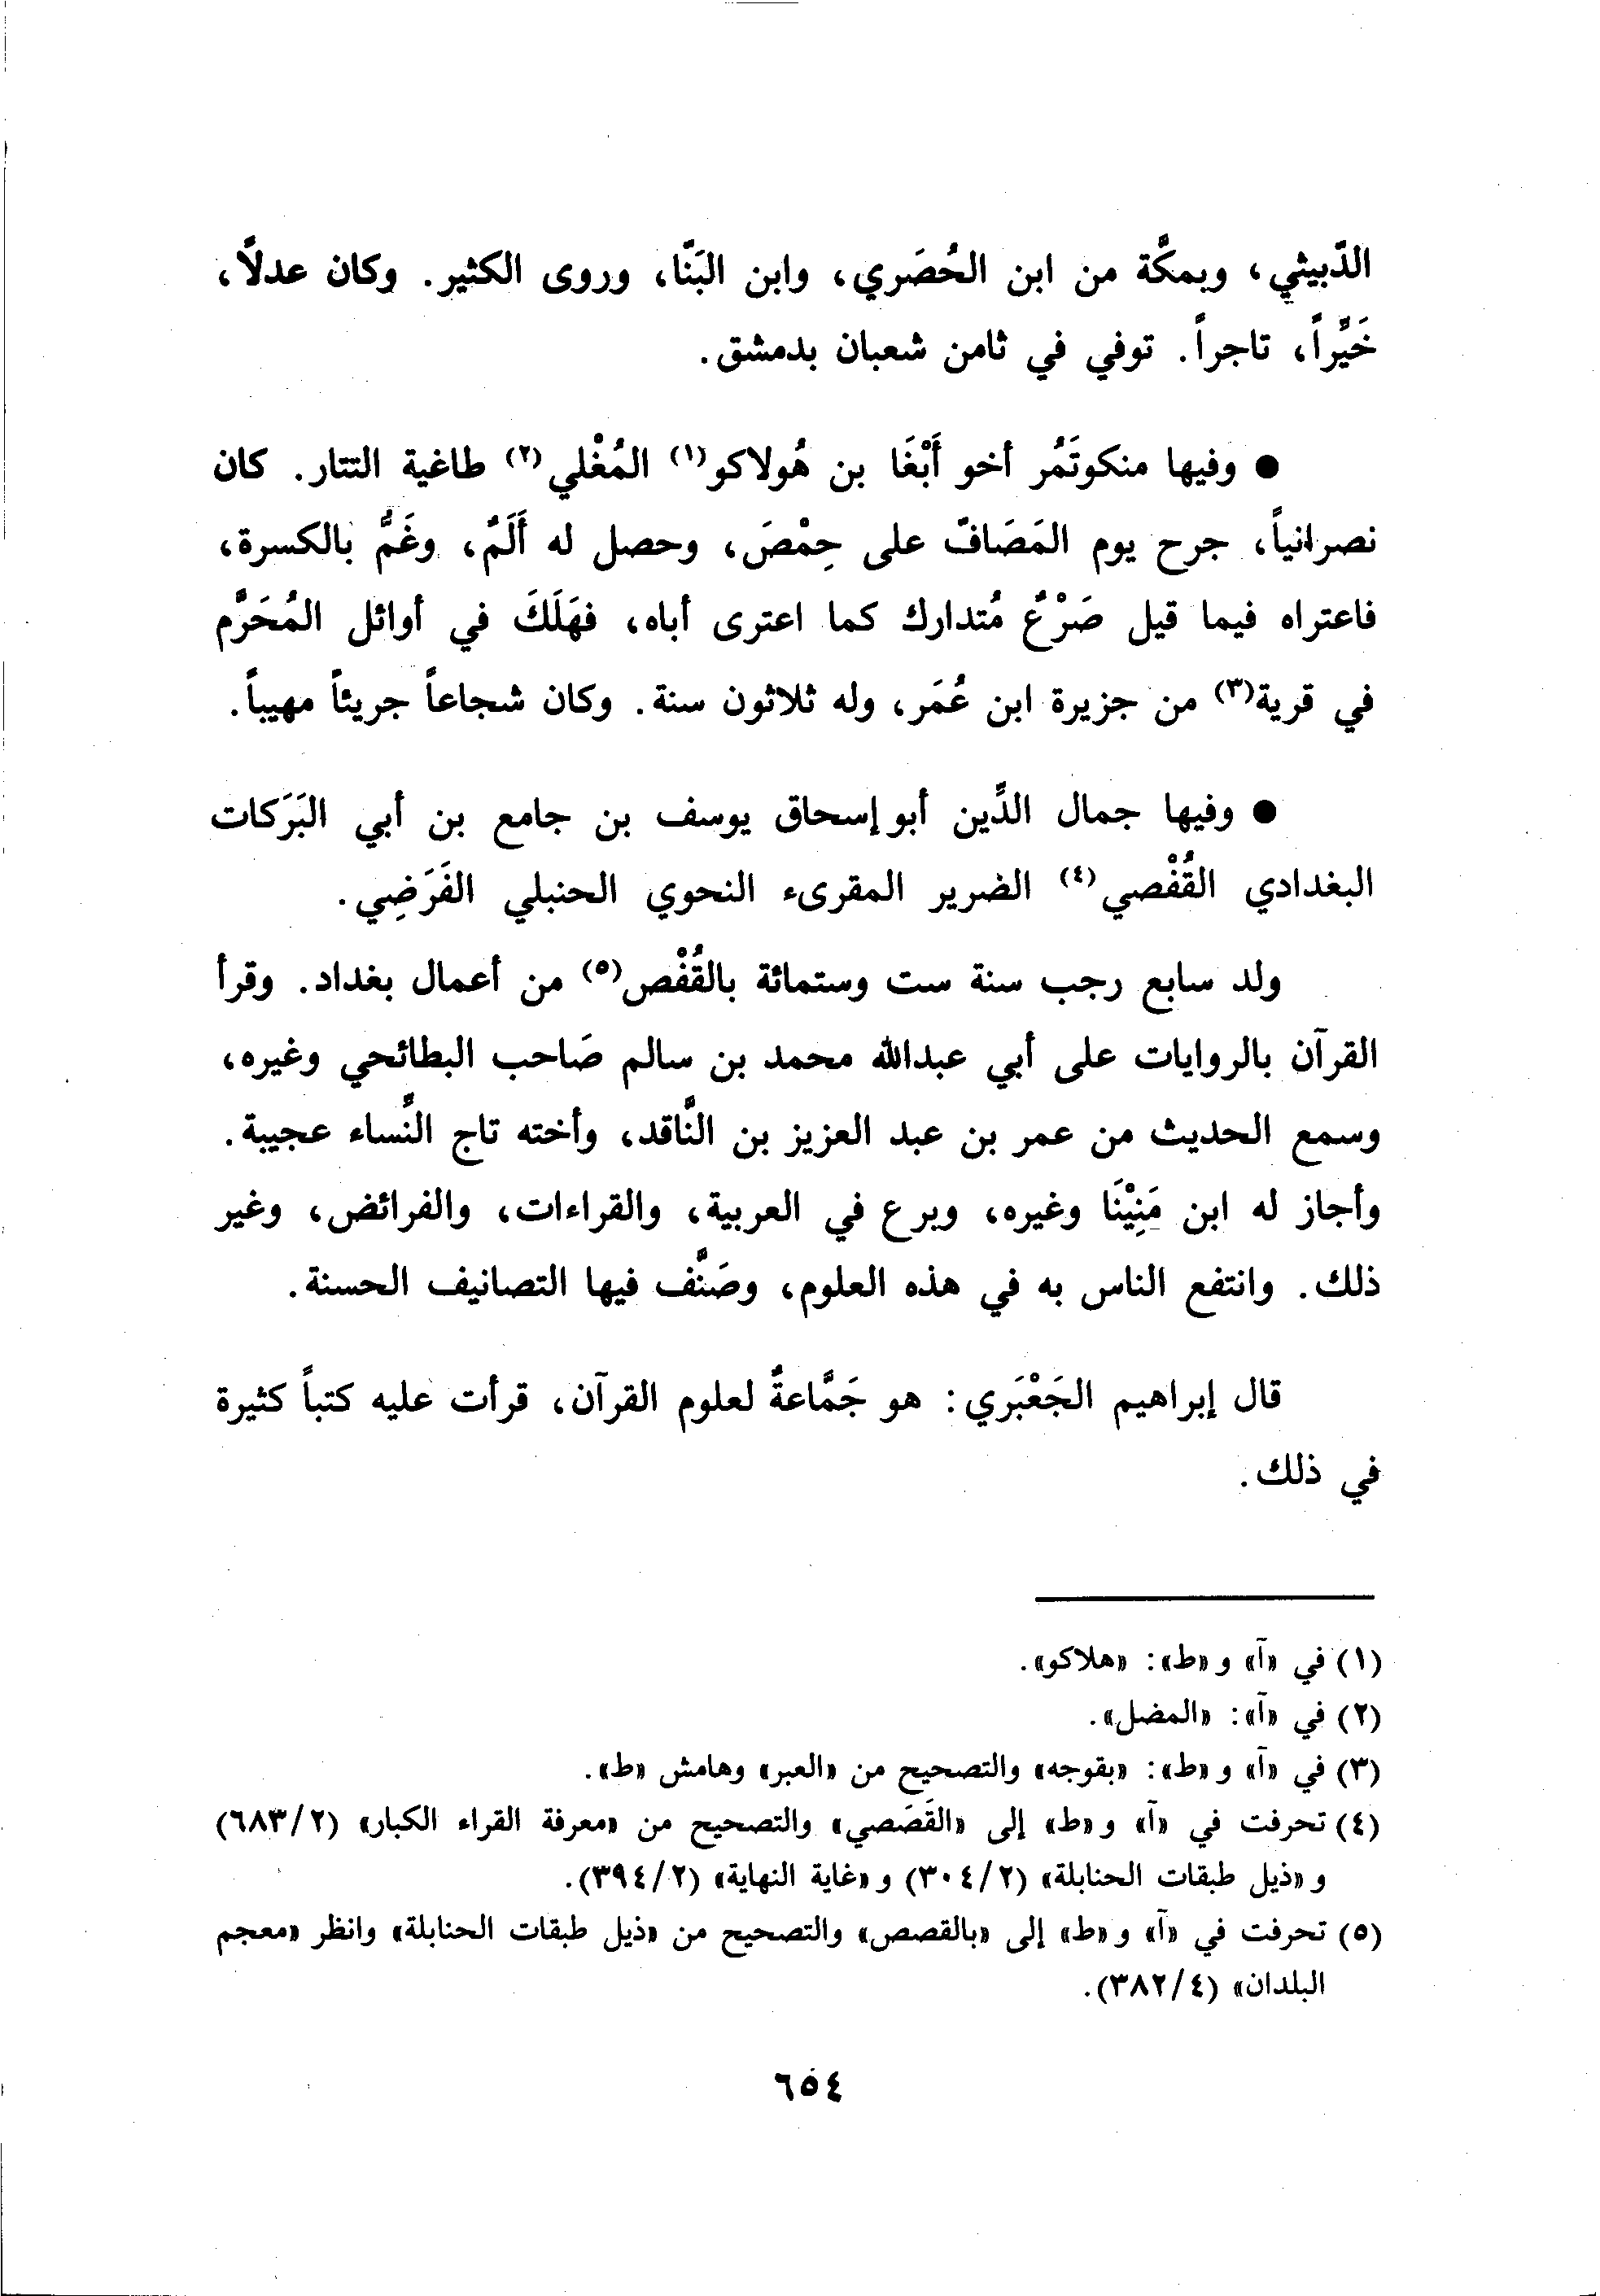 الدّبيثي، وبمكَّة من ابن الحُصَري، وابن البَنّا، وروى الكثير. وكان عدلاً،
خَيِّراً، تاجراً. توفي في ثامن شعبان بدمشق.
● وفيها منكوتَمُر أخو أَبْغَا بن هُولاكو(١) المُغْلي(٢) طاغية التتار. كان
نصرانياً، جرح يوم المَصَافّ على حِمْصَ، وحصل له أَلَمٌ، وغَمٌّ بالكسرة،
فاعتراه فيما قيل صَرْعٌ مُتدارك كما اعترى أباه، فهَلَكَ في أوائل المُحَرَّم
في قرية(٣) من جزيرة ابن عُمَر، وله ثلاثون سنة. وكان شجاعاً جريئاً مهيباً.
● وفيها جمال الدِّين أبو إسحاق يوسف بن جامع بن أبي البَرَكات
البغدادي القُفْصي(٤) الضرير المقرىء النحوي الحنبلي الفَرَضِي.
ولد سابع رجب سنة ست وستمائة بالقُفْص(٥) من أعمال بغداد. وقرأ
القرآن بالروايات على أبي عبدالله محمد بن سالم صَاحب البطائحي وغيره،
وسمع الحديث من عمر بن عبد العزيز بن النَّاقد، وأخته تاج النِّساء عجيبة.
وأجاز له ابن مَنِيْنَا وغيره، وبرع في العربية، والقراءات، والفرائض، وغير
ذلك. وانتفع الناس به في هذه العلوم، وصَنَّف فيها التصانيف الحسنة.
قال إبراهيم الجَعْبَري: هو جَمَّاعةٌ لعلوم القرآن، قرأت عليه كتباً كثيرة
في ذلك.
(١) في «آ» و«ط»: «هلاكو».
(٢) في «آ»: «المضل».
(٣) في «آ» و«ط»: «بقوجه» والتصحيح من «العبر» وهامش «ط».
(٤) تحرفت في «آ» و«ط» إلى «القَصَصي» والتصحيح من «معرفة القراء الكبار» (٢/٦٨٣)
و«ذيل طبقات الحنابلة» (٢/٣٠٤) و«غاية النهاية» (٢/٣٩٤).
(٥) تحرفت في «آ» و«ط» إلى «بالقصص» والتصحيح من «ذيل طبقات الحنابلة» وانظر «معجم
البلدان» (٤/٣٨٢).
٦٥٤